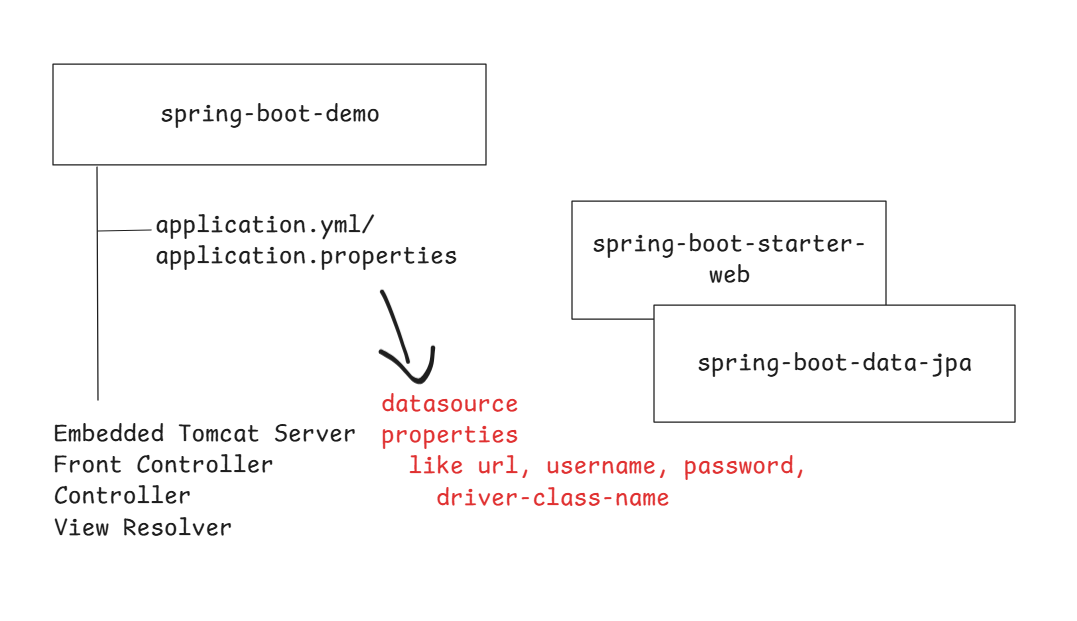 spring-boot-demo
application.yml/
application.properties
spring-boot-starter-
web
spring-boot-data-jpa
datasource
properties
like url, username, password,
driver-class-name
Embedded Tomcat Server
Front Controller
Controller
View Resolver